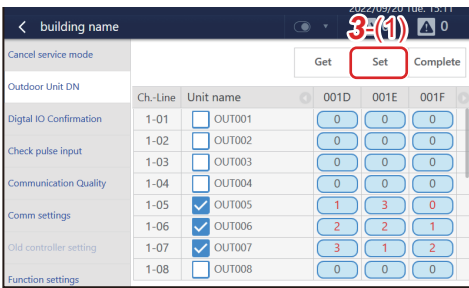 2022/09/20 Tue. 15:11
building name
3-(1)
0
Cancel service mode
Get Set Complete
Outdoor Unit DN
Ch.-Line Unit name 001D 001E 001F
Digtal IO Confirmation
1-01 OUT001 0 0 0
1-02 OUT002 0 0 0
Check pulse input
1-03 OUT003 0 0 0
Communication Quality
1-04 OUT004 0 0 0
1-05 OUT005 1 3 0
Comm settings
1-06 OUT006 2 2 1
Old controller setting
1-07 OUT007 3 1 2
Function settings
1-08 OUT008 0 0 0